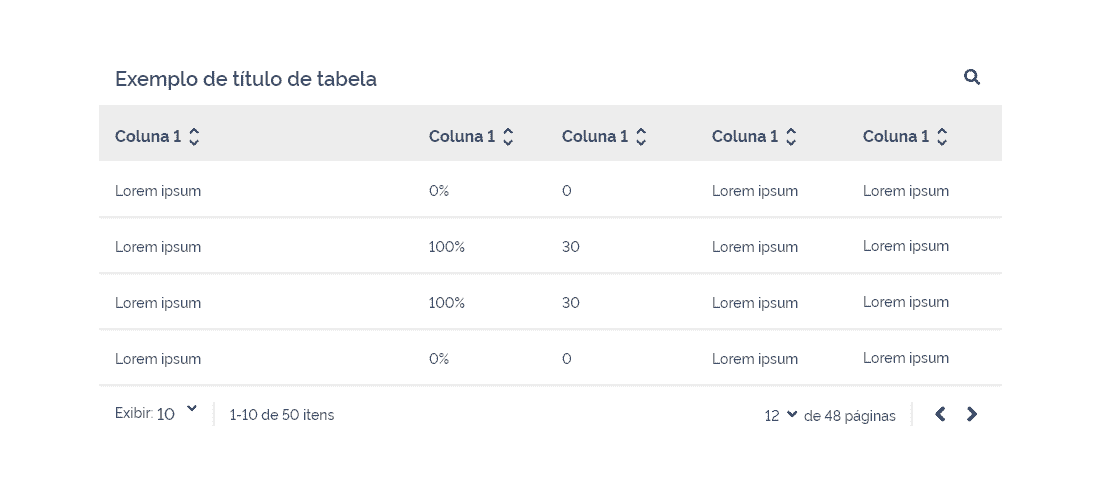 Exemplo de título de tabela
Coluna 1 Coluna 1 Coluna 1 Coluna 1 Coluna 1
Lorem ipsum 0% 0 Lorem ipsum Lorem ipsum
Lorem ipsum 100% 30 Lorem ipsum Lorem ipsum
Lorem ipsum 100% 30 Lorem ipsum Lorem ipsum
Lorem ipsum 0% 0 Lorem ipsum Lorem ipsum
Exibir: 10 1-10 de 50 itens 12 de 48 páginas